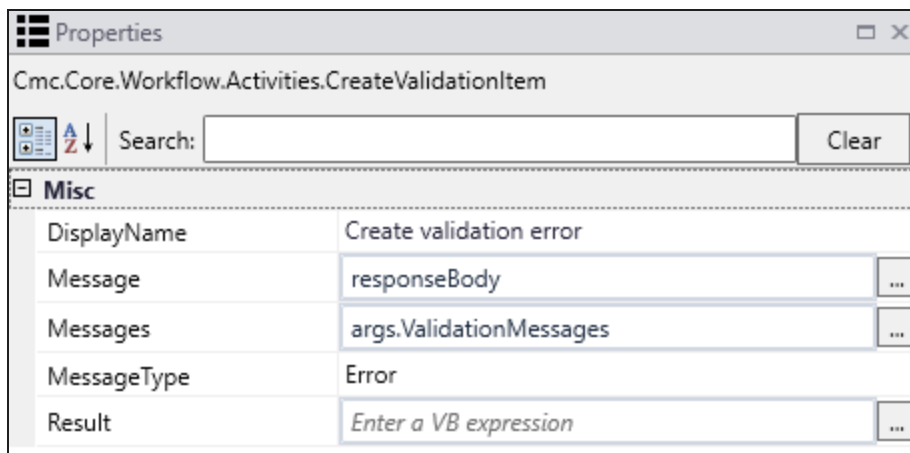 Properties
Cmc.Core.Workflow.Activities.CreateValidationItem
A Z Search: Clear
Misc
DisplayName Create validation error
Message responseBody ...
Messages args.ValidationMessages ...
MessageType Error
Result Enter a VB expression ...